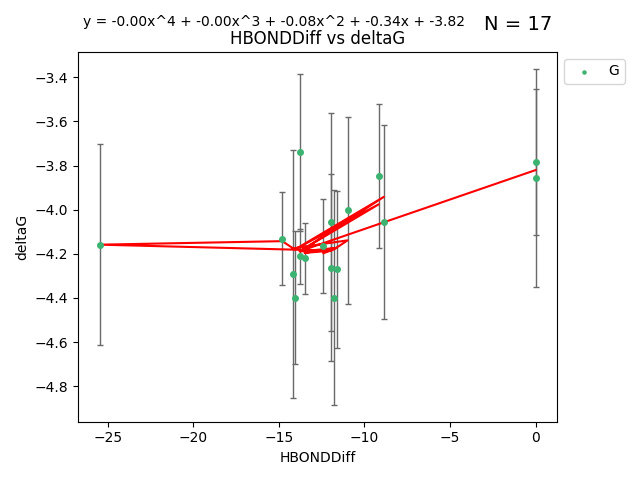 y = -0.00x^4 + -0.00x^3 + -0.08x^2 + -0.34x + -3.82
N = 17
HBONDDiff vs deltaG
G
−3.4
−3.6
−3.8
−4.0
−4.2
−4.4
−4.6
−4.8
deltaG
−25
−20
−15
−10
−5
0
HBONDDiff